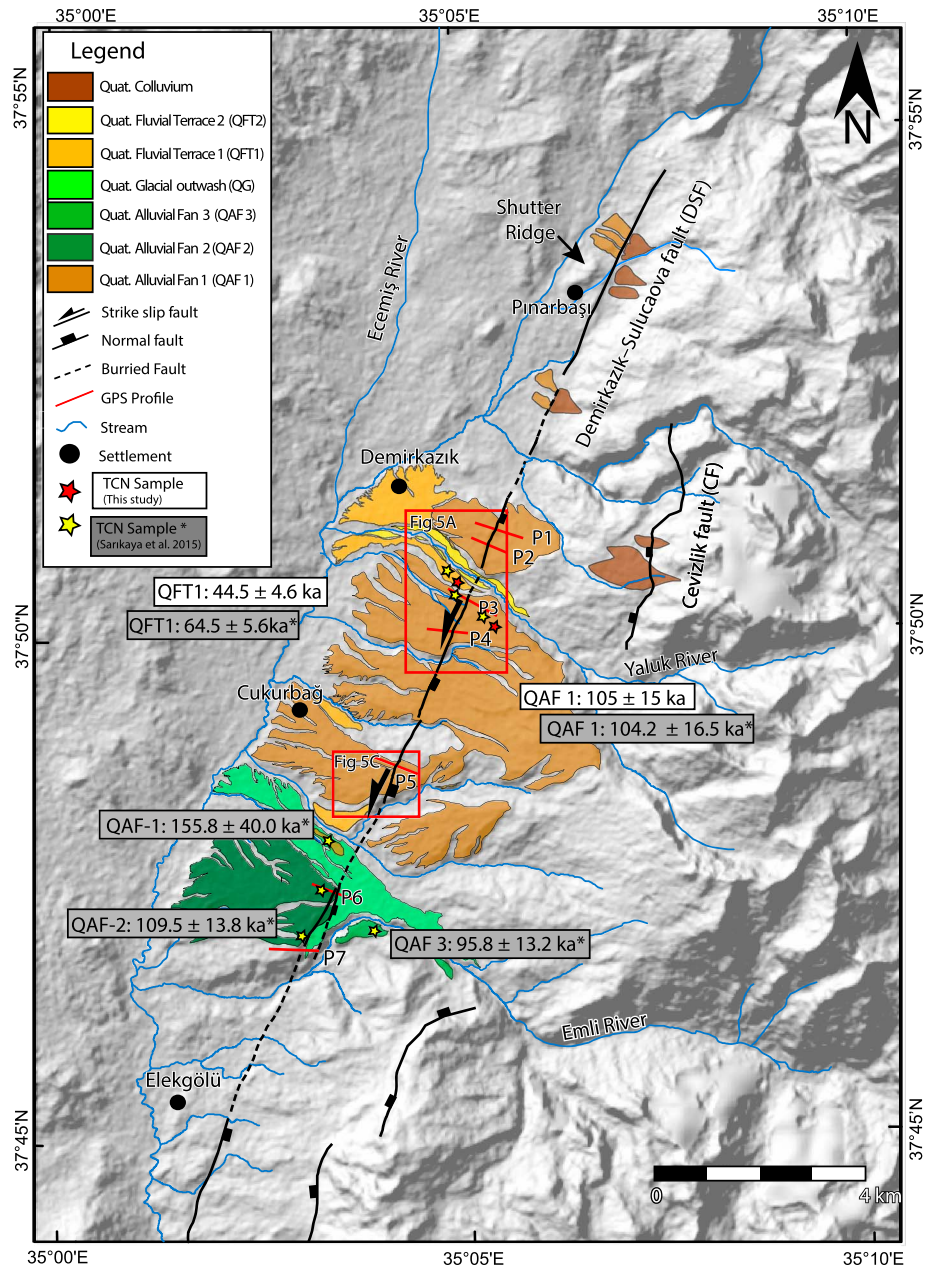 35°00'E
35°05'E
35°10'E
37°55'N
37°55'N
Legend
Quat. Colluvium
Quat. Fluvial Terrace 2 (QFT2)
Quat. Fluvial Terrace 1 (QFT1)
Quat. Glacial outwash (QG)
Quat. Alluvial Fan 3 (QAF 3)
Quat. Alluvial Fan 2 (QAF 2)
Quat. Alluvial Fan 1 (QAF 1)
Strike slip fault
Normal fault
Burried Fault
GPS Profile
Stream
Settlement
TCN Sample
(This study)
TCN Sample *
(Sarıkaya et al. 2015)
N
Shutter
Ridge
Pınarbaşı
Ecemiş River
Demirkazık–Sulucaova fault (DSF)
Demirkazık
Cevizlik fault (CF)
Fig 5A
P1
P2
P3
P4
QFT1: 44.5 ± 4.6 ka
QFT1: 64.5 ± 5.6ka*
37°50'N
37°50'N
Yaluk River
Cukurbağ
QAF 1: 105 ± 15 ka
QAF 1: 104.2 ± 16.5 ka*
Fig 5C
P5
QAF-1: 155.8 ± 40.0 ka*
P6
QAF-2: 109.5 ± 13.8 ka*
QAF 3: 95.8 ± 13.2 ka*
P7
Emli River
Elekgölü
37°45'N
37°45'N
0
4 km
35°00'E
35°05'E
35°10'E